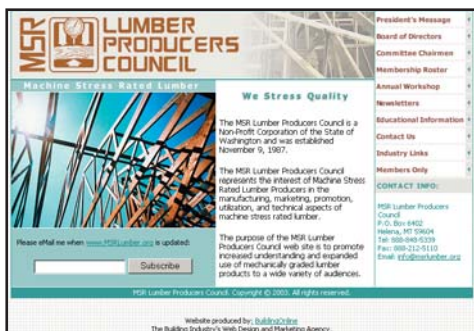 MSR
LUMBER
PRODUCERS
COUNCIL
Machine Stress Rated Lumber
Please eMail me when www.MSRLumber.org is updated:
Subscribe
We Stress Quality
The MSR Lumber Producers Council is a
Non-Profit Corporation of the State of
Washington and was established
November 9, 1987.
The MSR Lumber Producers Council
represents the interest of Machine Stress
Rated Lumber Producers in the
manufacturing, marketing, promotion,
utilization, and technical aspects of
machine stress rated lumber.
The purpose of the MSR Lumber
Producers Council web site is to promote
increased understanding and expanded
use of mechanically graded lumber
products to a wide variety of audiences.
President's Message
Board of Directors
Committee Chairmen
Membership Roster
Annual Workshop
Newsletters
Educational Information
Contact Us
Industry Links
Members Only
CONTACT INFO:
MSR Lumber Producers
Council
P.O. Box 6402
Helena, MT 59604
Tel: 888-848-5339
Fax: 888-212-5110
Email: info@msrlumber.org
MSR Lumber Producers Council. Copyright © 2003. All rights reserved.
Website produced by: BuildingOnline
The Building Industry's Web Design and Marketing Agency.